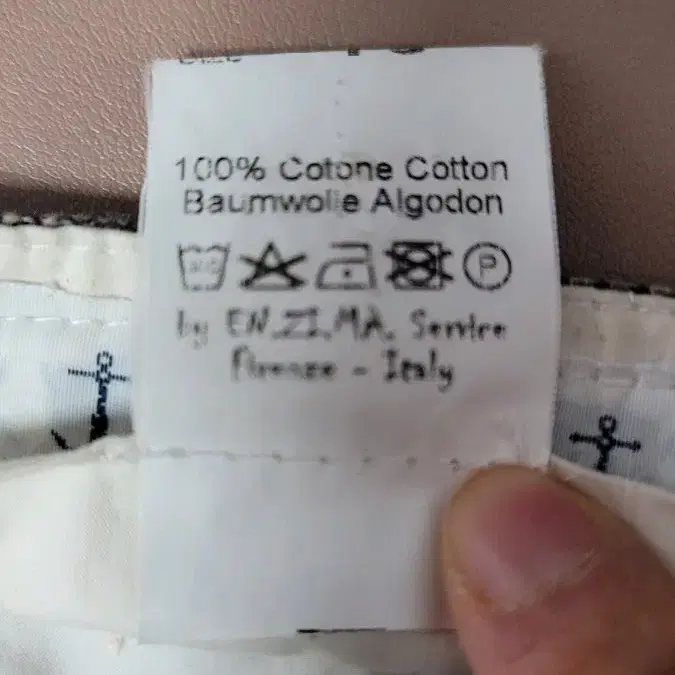 100% Cotone Cotton
Baumwolle Algodon
P
by EN.ZI.MA. Service
Firenze - Italy